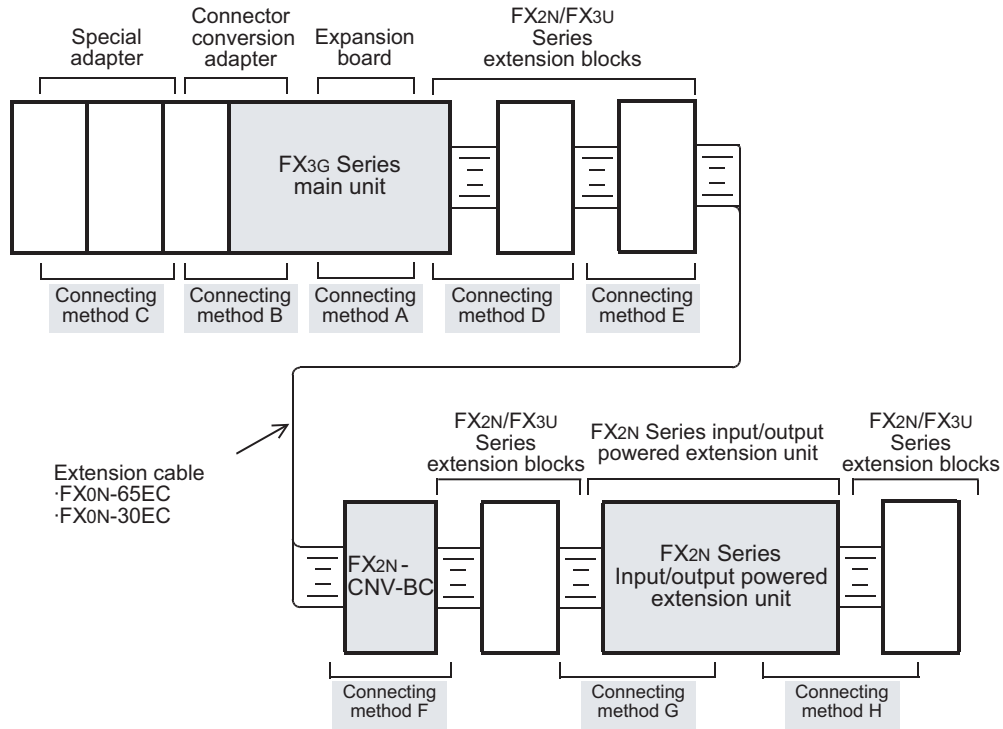 Special
adapter
Connector
conversion
adapter
Expansion
board
FX2N/FX3U
Series
extension blocks
FX3G Series
main unit
Connecting
method C
Connecting
method B
Connecting
method A
Connecting
method D
Connecting
method E
Extension cable
·FX0N-65EC
·FX0N-30EC
FX2N/FX3U
Series
extension blocks
FX2N Series input/output
powered extension unit
FX2N/FX3U
Series
extension blocks
FX2N-
CNV-BC
FX2N Series
Input/output powered
extension unit
Connecting
method F
Connecting
method G
Connecting
method H